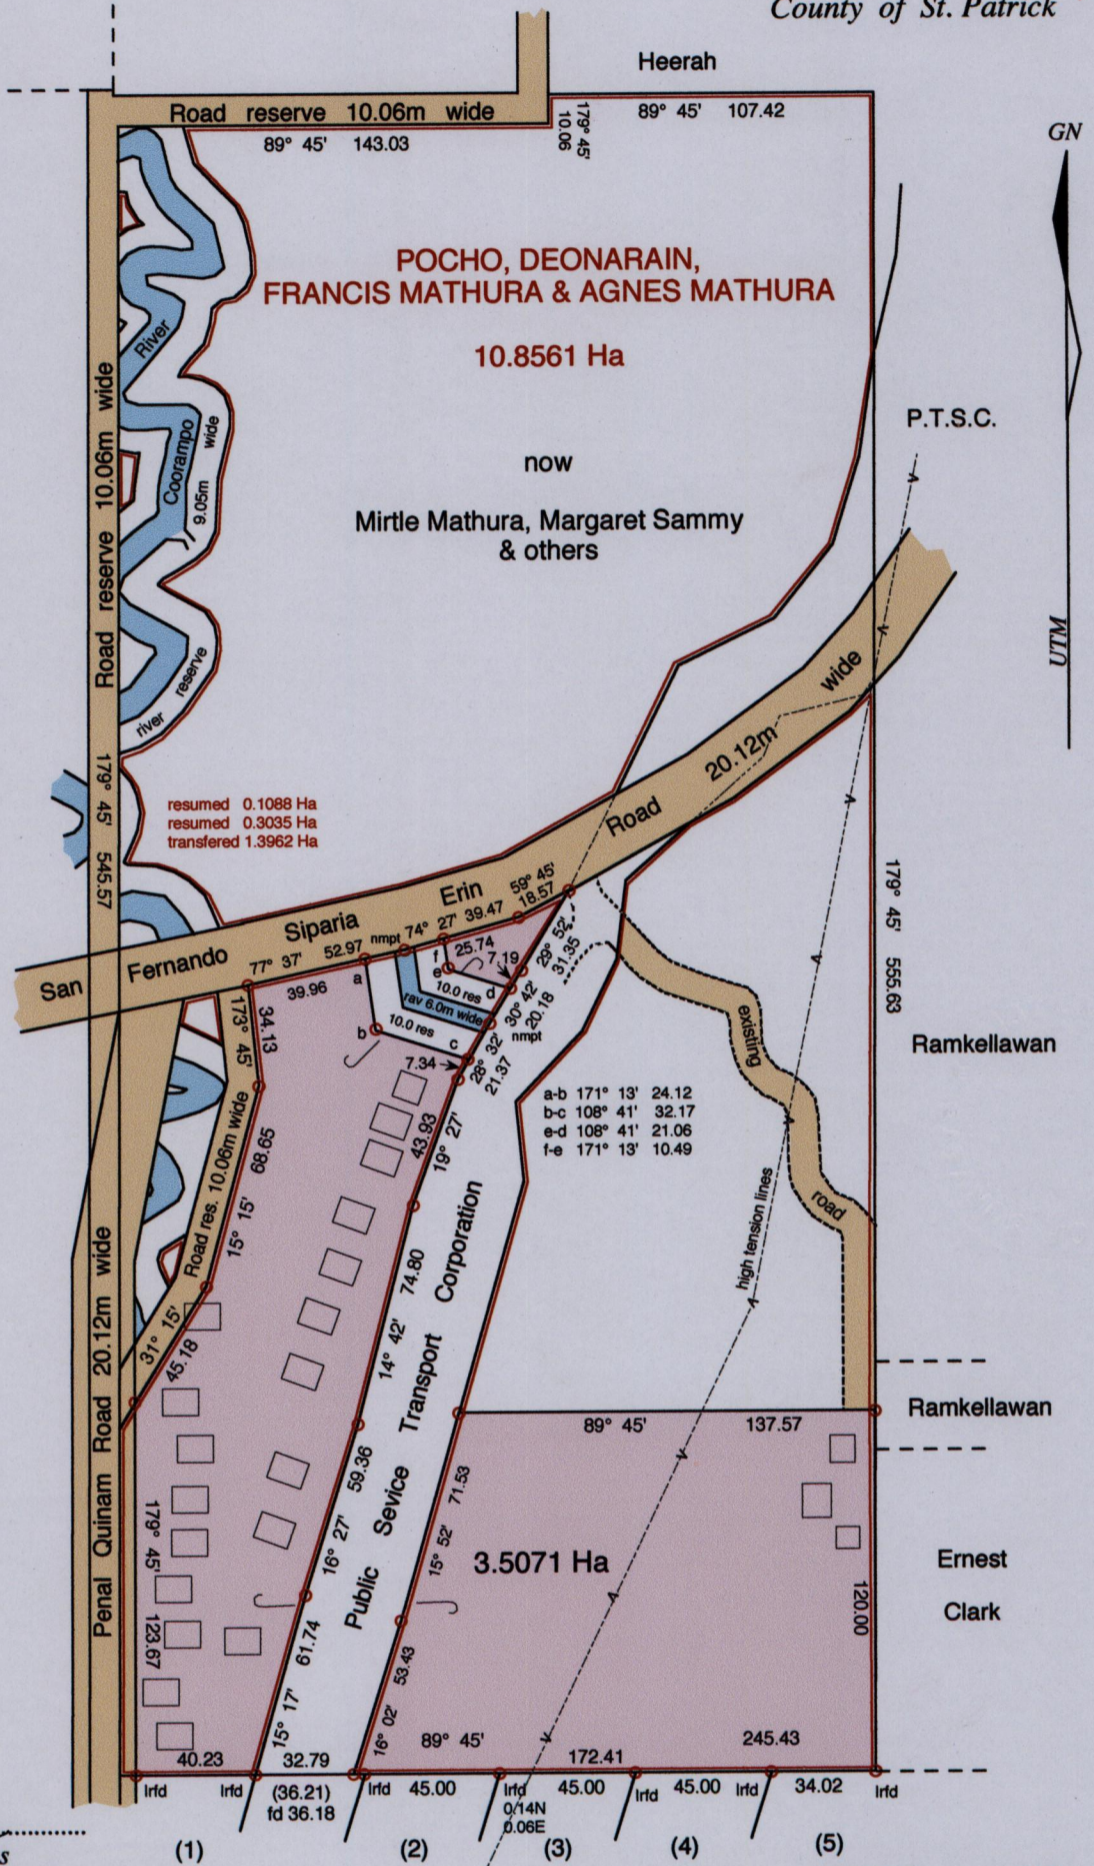 County of St. Patrick
Heerah
Road reserve 10.06m wide
89° 45' 143.03
179° 45'
10.06
89° 45' 107.42
GN
UTM
POCHO, DEONARAIN,
FRANCIS MATHURA & AGNES MATHURA
10.8561 Ha
now
Mirtle Mathura, Margaret Sammy
& others
P.T.S.C.
River
Coorampo
9.05m wide
river reserve
Road reserve 10.06m wide
179° 45' 545.57
resumed 0.1088 Ha
resumed 0.3035 Ha
transfered 1.3962 Ha
San Fernando Siparia Erin Road 20.12m wide
77° 37' 52.97
nmpt
74° 27' 39.47
59° 45'
18.57
39.96
a
b
c
d
e
f
25.74
7.19
10.0 res
rav 6.0m wide
10.0 res
7.34
29° 52'
31.35
30° 42'
20.18
nmpt
28° 32'
21.37
173° 45'
34.13
68.65
15° 15'
Road res. 10.06m wide
31° 15'
45.18
43.93
19° 27'
74.80
14° 42'
59.36
16° 27'
61.74
15° 17'
Public Sevice Transport Corporation
a-b 171° 13' 24.12
b-c 108° 41' 32.17
e-d 108° 41' 21.06
f-e 171° 13' 10.49
existing road
high tension lines
179° 45' 555.63
Ramkellawan
Ramkellawan
Ernest
Clark
Penal Quinam Road 20.12m wide
179° 45' 123.67
89° 45' 137.57
71.53
15° 52'
3.5071 Ha
120.00
53.43
16° 02'
89° 45' 245.43
40.23
32.79
172.41
Irfd
Irfd
(36.21)
fd 36.18
Irfd
45.00
Irfd
0.14N
0.06E
45.00
Irfd
45.00
Irfd
34.02
Irfd
(1)
(2)
(3)
(4)
(5)
s